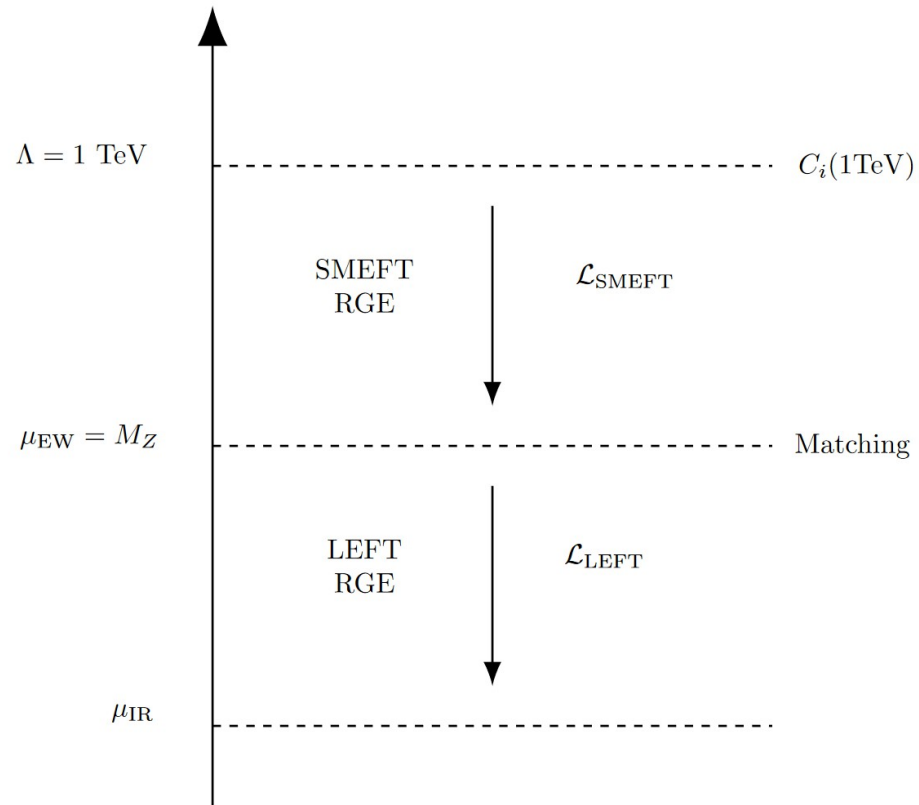 Λ = 1 TeV
C_i(1TeV)
SMEFT
RGE
ℒ_SMEFT
μ_EW = M_Z
Matching
LEFT
RGE
ℒ_LEFT
μ_IR